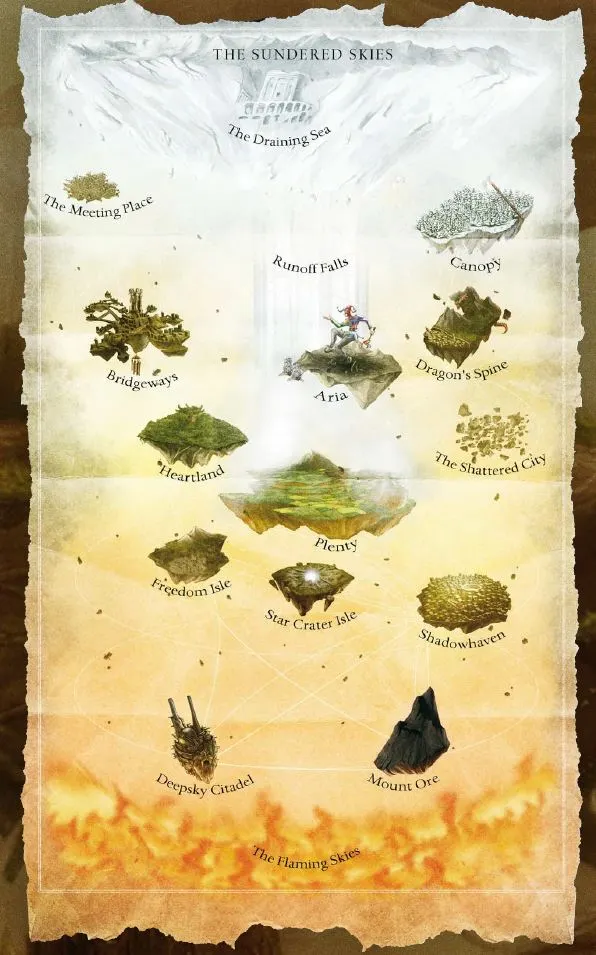 THE SUNDERED SKIES
The Draining Sea
The Meeting Place
Canopy
Runoff Falls
Bridgeways
Dragon's Spine
Aria
Heartland
The Shattered City
Plenty
Freedom Isle
Star Crater Isle
Shadowhaven
Deepsky Citadel
Mount Ore
The Flaming Skies